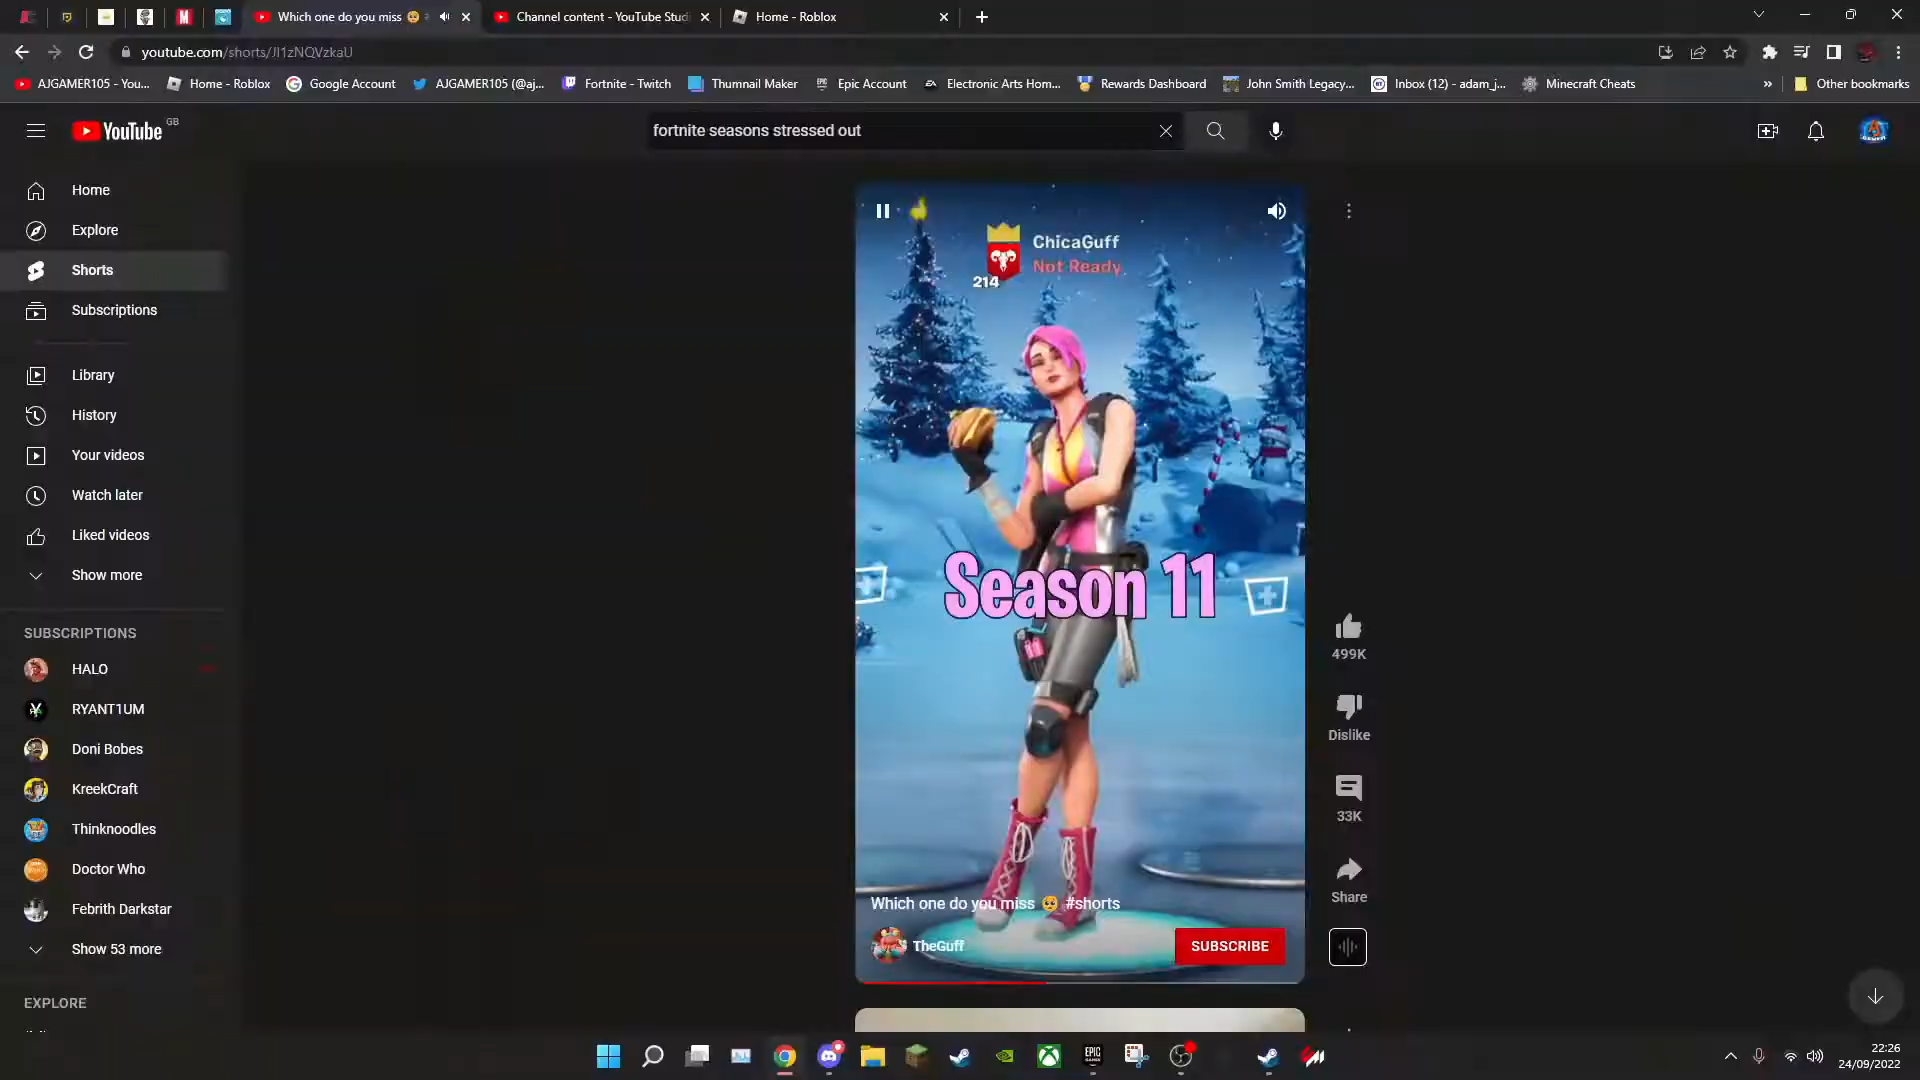 Which one do you miss 🥺
Channel content - YouTube Studi
Home - Roblox
youtube.com/shorts/JI1zNQVzkaU
AJGAMER105 - You...
Home - Roblox
Google Account
AJGAMER105 (@aj...
Fortnite - Twitch
Thumnail Maker
Epic Account
Electronic Arts Hom...
Rewards Dashboard
John Smith Legacy...
Inbox (12) - adam_j...
Minecraft Cheats
»
Other bookmarks
YouTube GB
fortnite seasons stressed out
Home
Explore
Shorts
Subscriptions
Library
History
Your videos
Watch later
Liked videos
Show more
SUBSCRIPTIONS
HALO
RYANT1UM
Doni Bobes
KreekCraft
Thinknoodles
Doctor Who
Febrith Darkstar
Show 53 more
EXPLORE
ChicaGuff
Not Ready
214
Season 11
499K
Dislike
33K
Share
Which one do you miss 🥺 #shorts
TheGuff
SUBSCRIBE
EPIC
22:26
24/09/2022